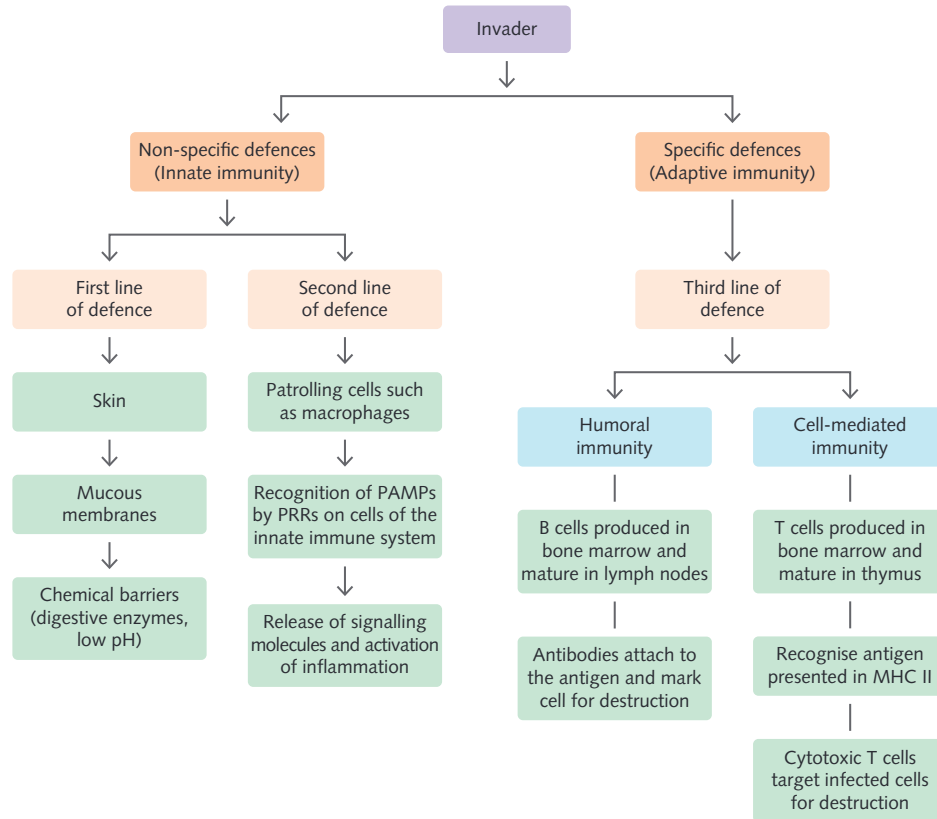 Invader
Non-specific defences
(Innate immunity)
Specific defences
(Adaptive immunity)
First line
of defence
Second line
of defence
Third line of
defence
Skin
Mucous
membranes
Chemical barriers
(digestive enzymes,
low pH)
Patrolling cells such
as macrophages
Recognition of PAMPs
by PRRs on cells of the
innate immune system
Release of signalling
molecules and activation
of inflammation
Humoral
immunity
B cells produced in
bone marrow and
mature in lymph nodes
Antibodies attach to
the antigen and mark
cell for destruction
Cell-mediated
immunity
T cells produced in
bone marrow and
mature in thymus
Recognise antigen
presented in MHC II
Cytotoxic T cells
target infected cells
for destruction